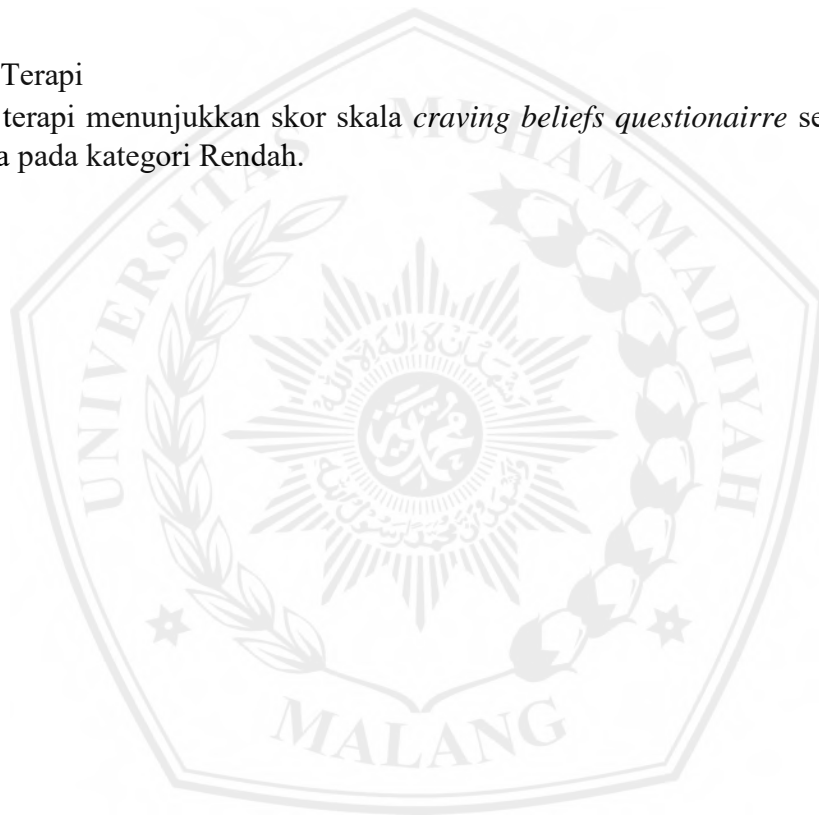 Terapi
terapi menunjukkan skor skala craving beliefs questionairre se
a pada kategori Rendah.
UNIVERSITAS MUHAMMADIYAH
MALANG